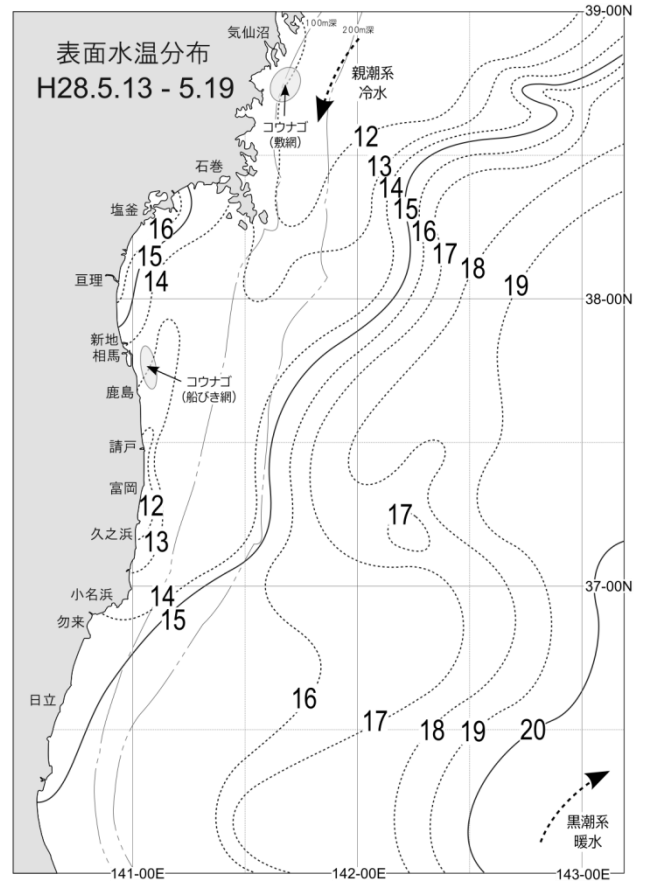 39-00N
表面水温分布
H28.5.13 - 5.19
気仙沼
100m深
200m深
親潮系
冷水
コウナゴ
(敷網)
12
13
14
15
16
17
18
19
石巻
塩釜
16
15
14
亘理
38-00N
新地
相馬
鹿島
コウナゴ
(船びき網)
請戸
富岡
12
17
久之浜
13
37-00N
小名浜
14
勿来
15
日立
16
17
18
19
20
黒潮系
暖水
141-00E
142-00E
143-00E